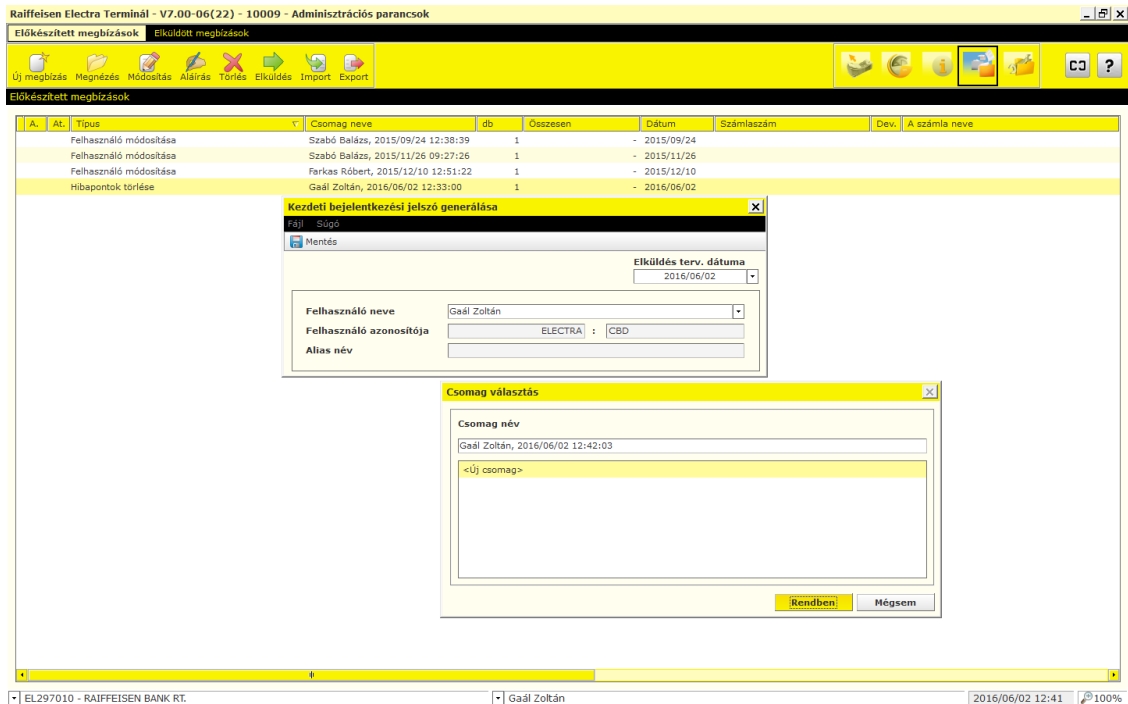 Raiffeisen Electra Terminál - V7.00-06(22) - 10009 - Adminisztrációs parancsok
Előkészített megbízások Elküldött megbízások
Új megbízás Megnézés Módosítás Aláírás Törlés Elküldés Import Export
Előkészített megbízások
A. At. Típus Csomag neve db Összesen Dátum Számlaszám Dev. A számla neve
Felhasználó módosítása Szabó Balázs, 2015/09/24 12:38:39 1 - 2015/09/24
Felhasználó módosítása Szabó Balázs, 2015/11/26 09:27:26 1 - 2015/11/26
Felhasználó módosítása Farkas Róbert, 2015/12/10 12:51:22 1 - 2015/12/10
Hibapontok törlése Gaál Zoltán, 2016/06/02 12:33:00 1 - 2016/06/02
Kezdeti bejelentkezési jelszó generálása
Fájl Súgó
Mentés
Elküldés terv. dátuma
2016/06/02
Felhasználó neve Gaál Zoltán
Felhasználó azonosítója ELECTRA : CBD
Alias név
Csomag választás
Csomag név
Gaál Zoltán, 2016/06/02 12:42:03
<Új csomag>
Rendben Mégsem
EL297010 - RAIFFEISEN BANK RT. Gaál Zoltán 2016/06/02 12:41 100%